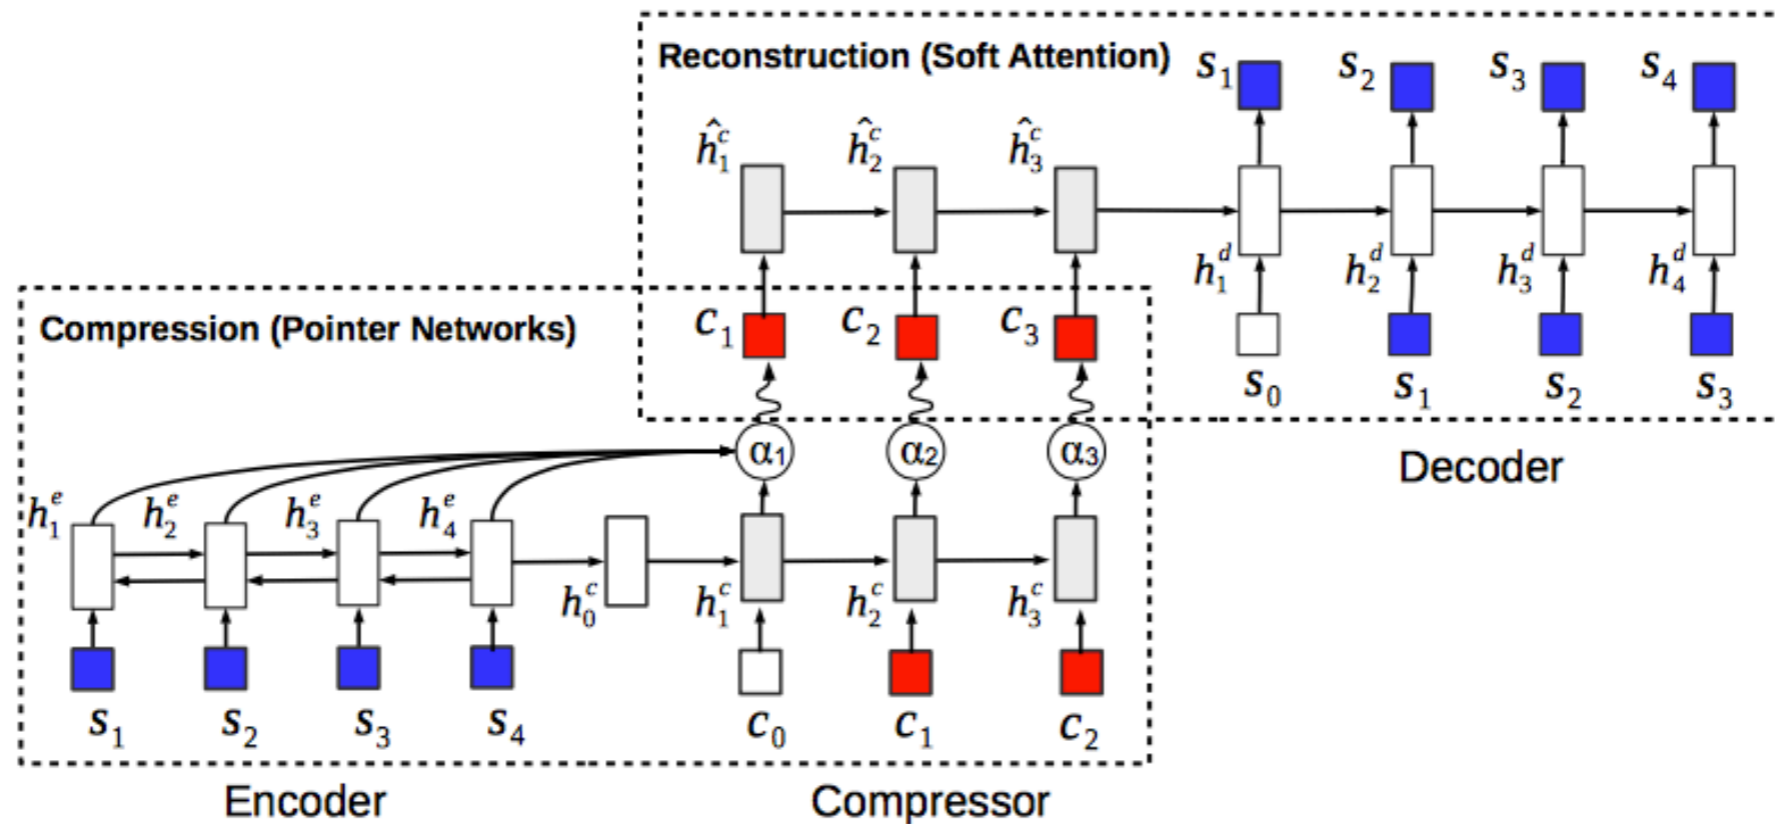 Reconstruction (Soft Attention)
s₁ s₂ s₃ s₄
ĥ₁ᶜ ĥ₂ᶜ ĥ₃ᶜ
h₁ᵈ h₂ᵈ h₃ᵈ h₄ᵈ
Compression (Pointer Networks)
c₁ c₂ c₃
s₀ s₁ s₂ s₃
α₁ α₂ α₃
Decoder
h₁ᵉ h₂ᵉ h₃ᵉ h₄ᵉ
h₀ᶜ h₁ᶜ h₂ᶜ h₃ᶜ
s₁ s₂ s₃ s₄ c₀ c₁ c₂
Encoder Compressor